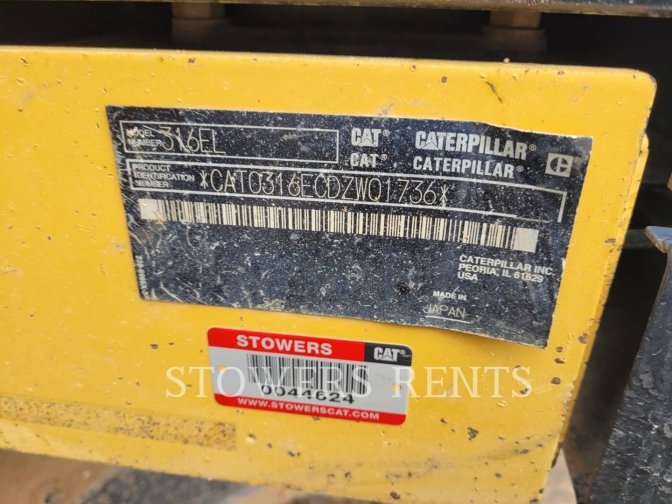 MODEL NUMBER: 316EL
CAT® CATERPILLAR®
CAT® CATERPILLAR®
PRODUCT IDENTIFICATION NUMBER
*CAT0316ECDZW01736*
CATERPILLAR INC.
PEORIA, IL 61629
USA
MADE IN
JAPAN
STOWERS CAT®
0044624
WWW.STOWERSCAT.COM
STOWERS RENTS